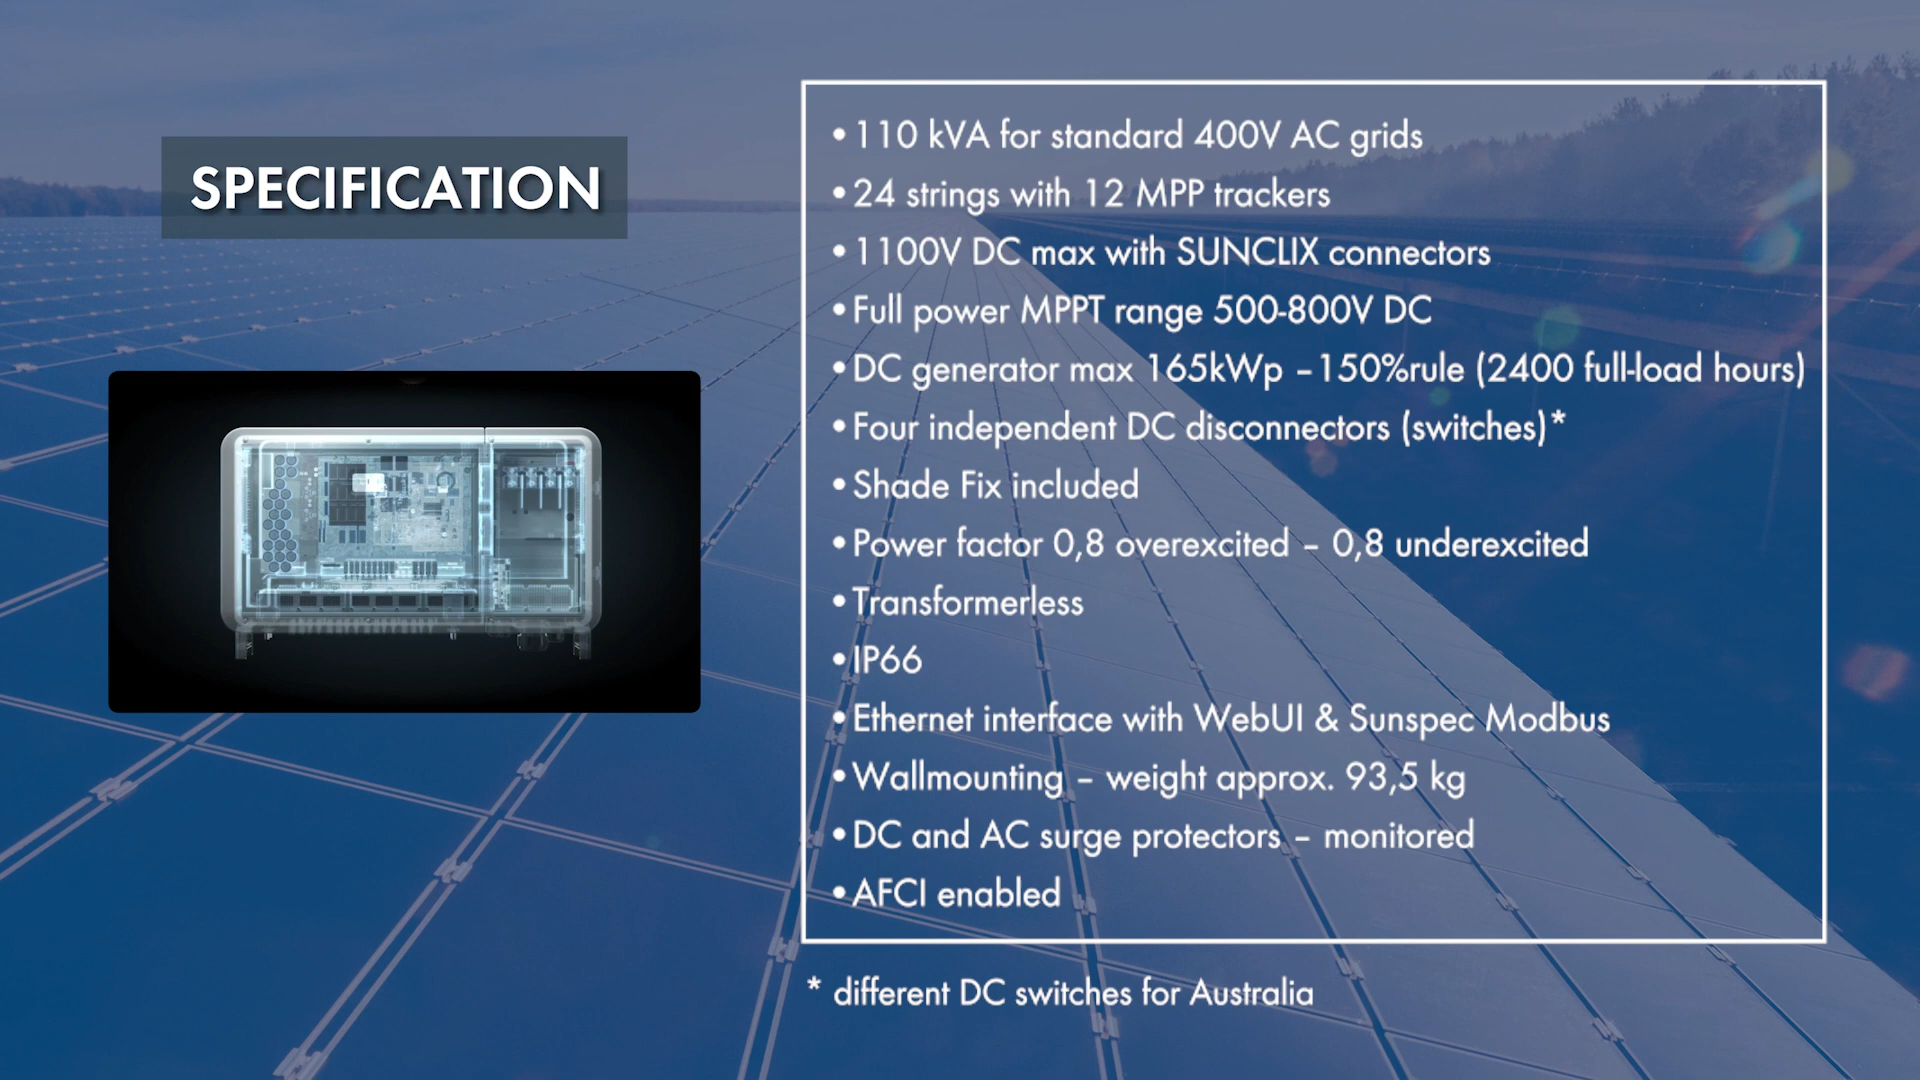 SPECIFICATION
•110 kVA for standard 400V AC grids
•24 strings with 12 MPP trackers
•1100V DC max with SUNCLIX connectors
•Full power MPPT range 500-800V DC
•DC generator max 165kWp –150%rule (2400 full-load hours)
•Four independent DC disconnectors (switches)*
•Shade Fix included
•Power factor 0,8 overexcited – 0,8 underexcited
•Transformerless
•IP66
•Ethernet interface with WebUI & Sunspec Modbus
•Wallmounting – weight approx. 93,5 kg
•DC and AC surge protectors – monitored
•AFCI enabled
* different DC switches for Australia